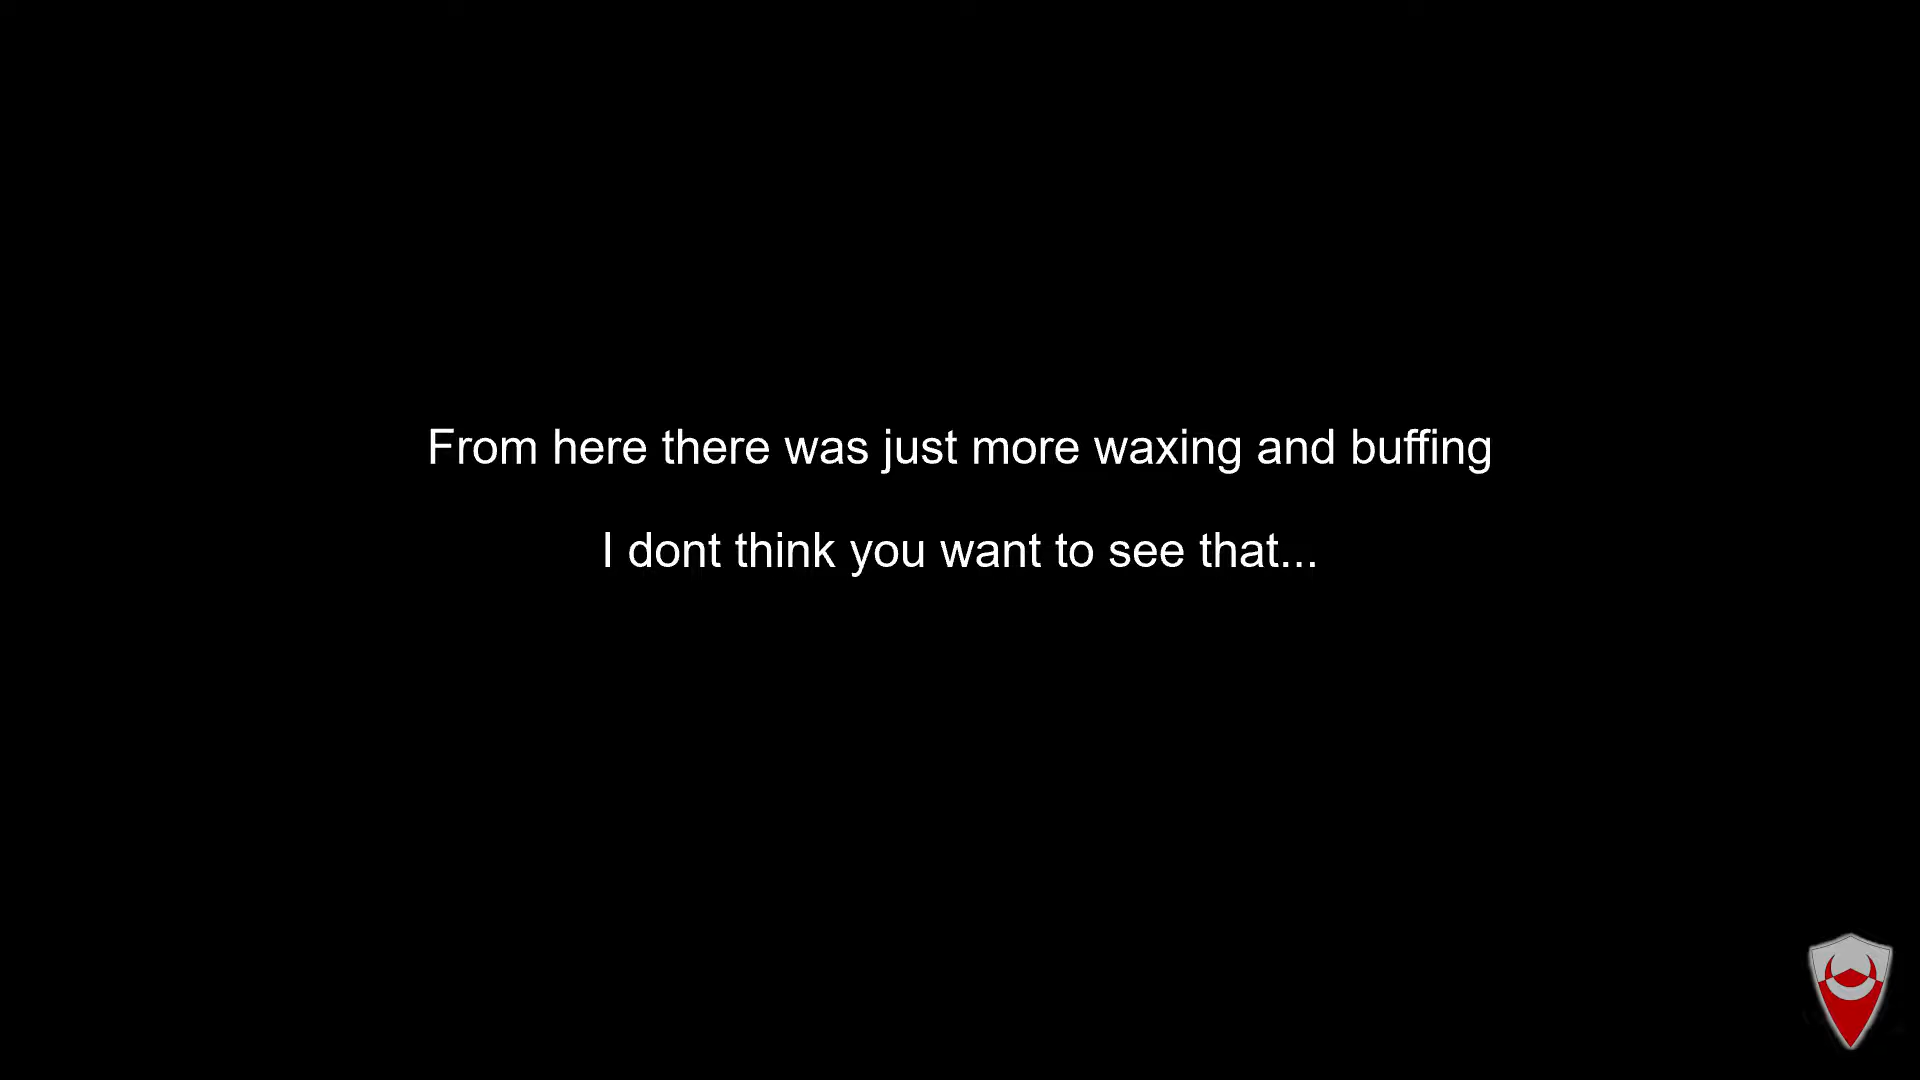 From here there was just more waxing and buffing
I dont think you want to see that...